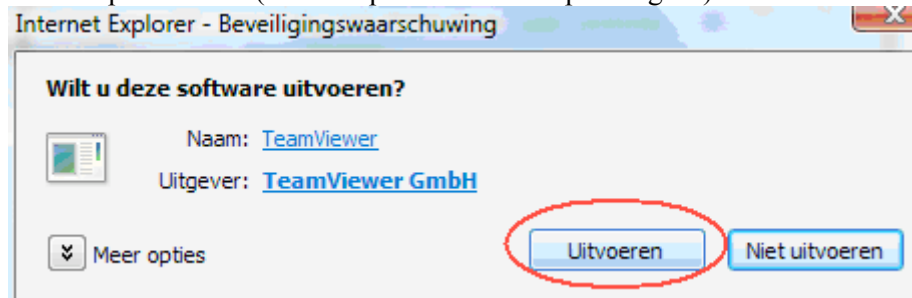 Internet Explorer - Beveiligingswaarschuwing
Wilt u deze software uitvoeren?
Naam: TeamViewer
Uitgever: TeamViewer GmbH
Meer opties
Uitvoeren
Niet uitvoeren